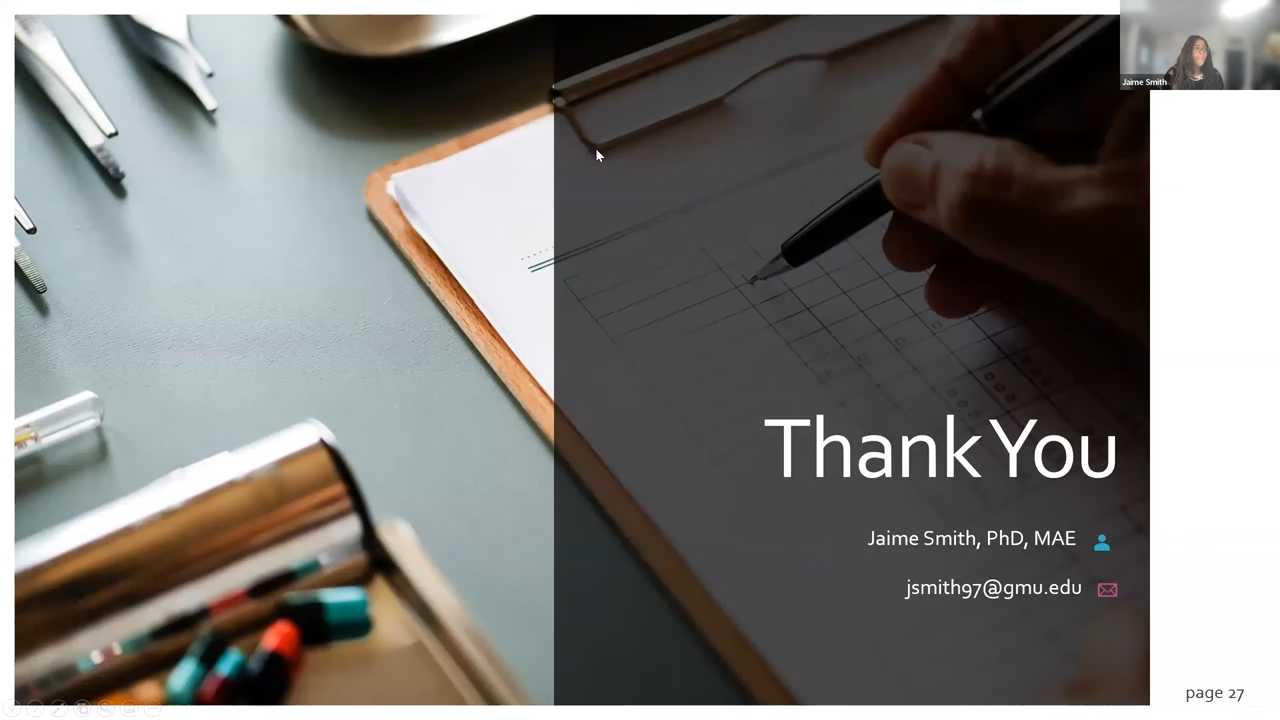 Jaime Smith
Thank You
Jaime Smith, PhD, MAE
jsmith97@gmu.edu
page 27